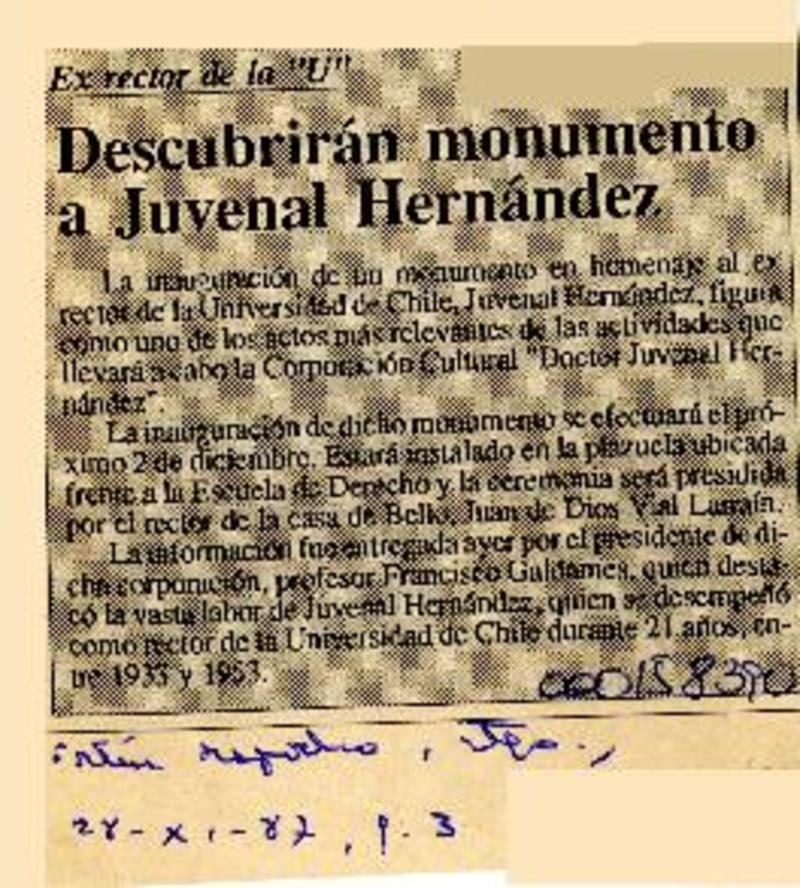 Ex rector de la "U"
Descubrirán monumento
a Juvenal Hernández
La inauguración de un monumento en homenaje al ex
rector de la Universidad de Chile, Juvenal Hernández, figura
como uno de los actos más relevantes de las actividades que
llevará a cabo la Corporación Cultural "Doctor Juvenal Her-
nández".
La inauguración de dicho monumento se efectuará el pró-
ximo 2 de diciembre. Estará instalado en la plazuela ubicada
frente a la Escuela de Derecho y la ceremonia será presidida
por el rector de la casa de Bello, Juan de Dios Vial Larraín.
La información fue entregada ayer por el presidente de di-
cha corporación, profesor Francisco Galdames, quien desta-
có la vasta labor de Juvenal Hernández, quien se desempeñó
como rector de la Universidad de Chile durante 21 años, en-
tre 1933 y 1953.
000158390
, Stgo.,
28-XI-87, p. 3